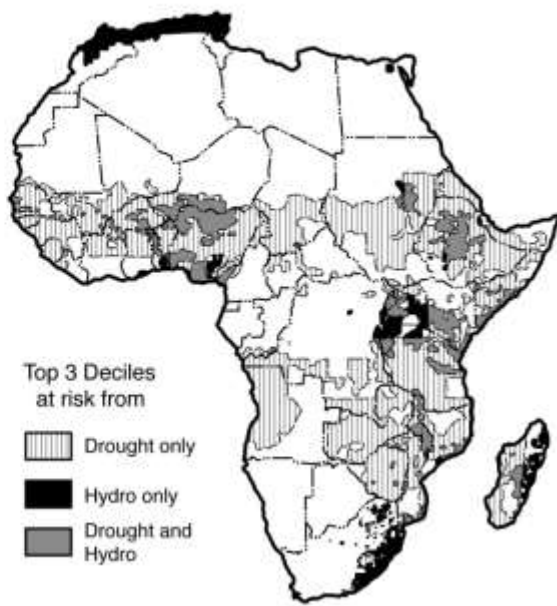 Top 3 Deciles
at risk from
Drought only
Hydro only
Drought and
Hydro